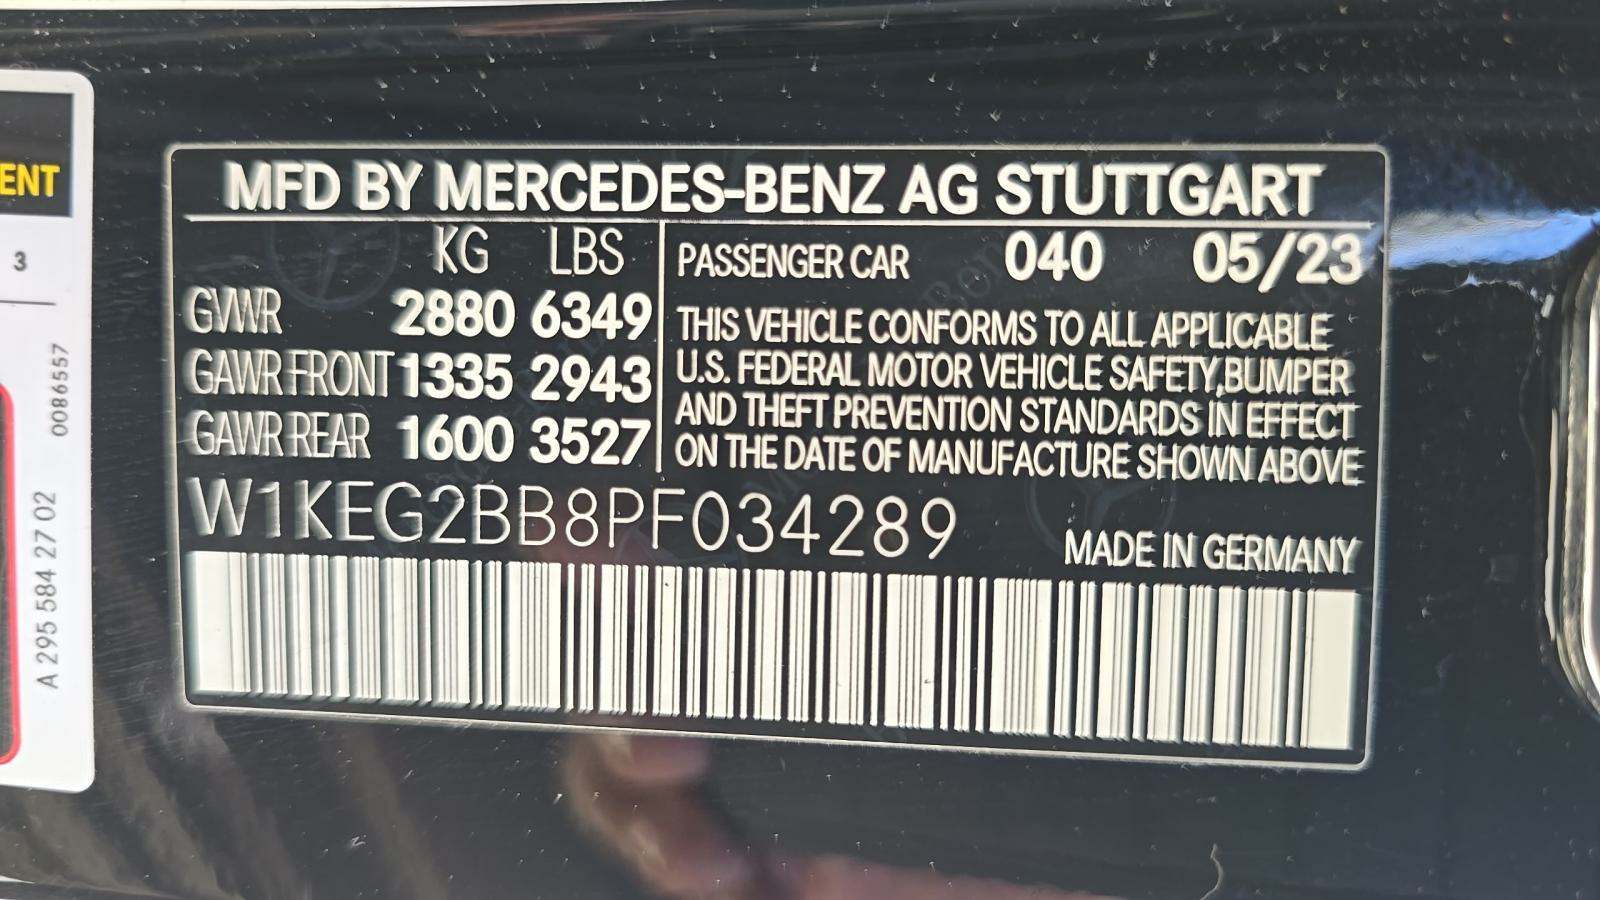 MFD BY MERCEDES-BENZ AG STUTTGART
KG LBS
GVWR 2880 6349
GAWR FRONT 1335 2943
GAWR REAR 1600 3527
PASSENGER CAR 040 05/23
THIS VEHICLE CONFORMS TO ALL APPLICABLE
U.S. FEDERAL MOTOR VEHICLE SAFETY,BUMPER
AND THEFT PREVENTION STANDARDS IN EFFECT
ON THE DATE OF MANUFACTURE SHOWN ABOVE
W1KEG2BB8PF034289
MADE IN GERMANY
ENT
3
0086557
A 295 584 27 02